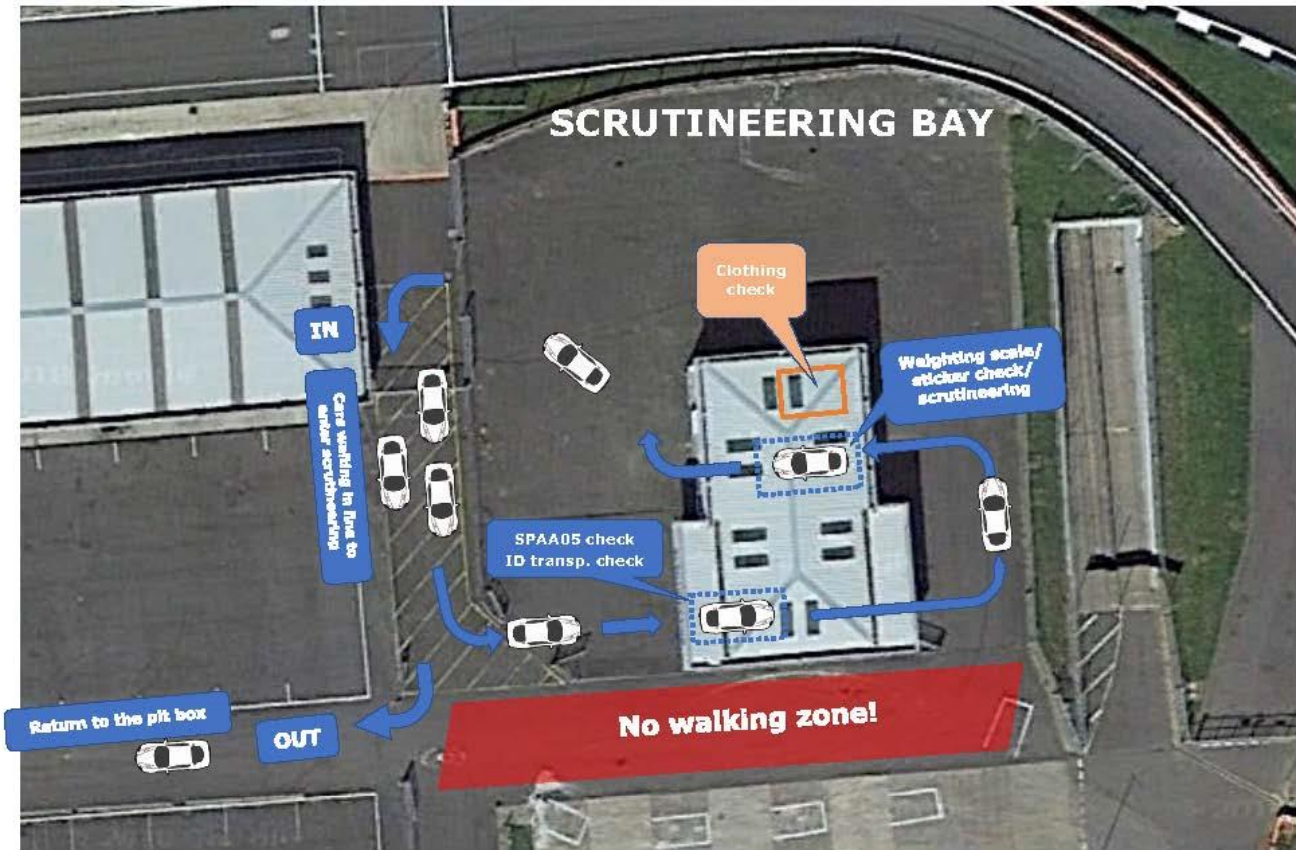 SCRUTINEERING BAY
Clothing
check
IN
Weighting scale/
sticker check/
scrutineering
Cars waiting in line to
enter scrutineering
SPAA05 check
ID transp. check
Return to the pit box
OUT
No walking zone!